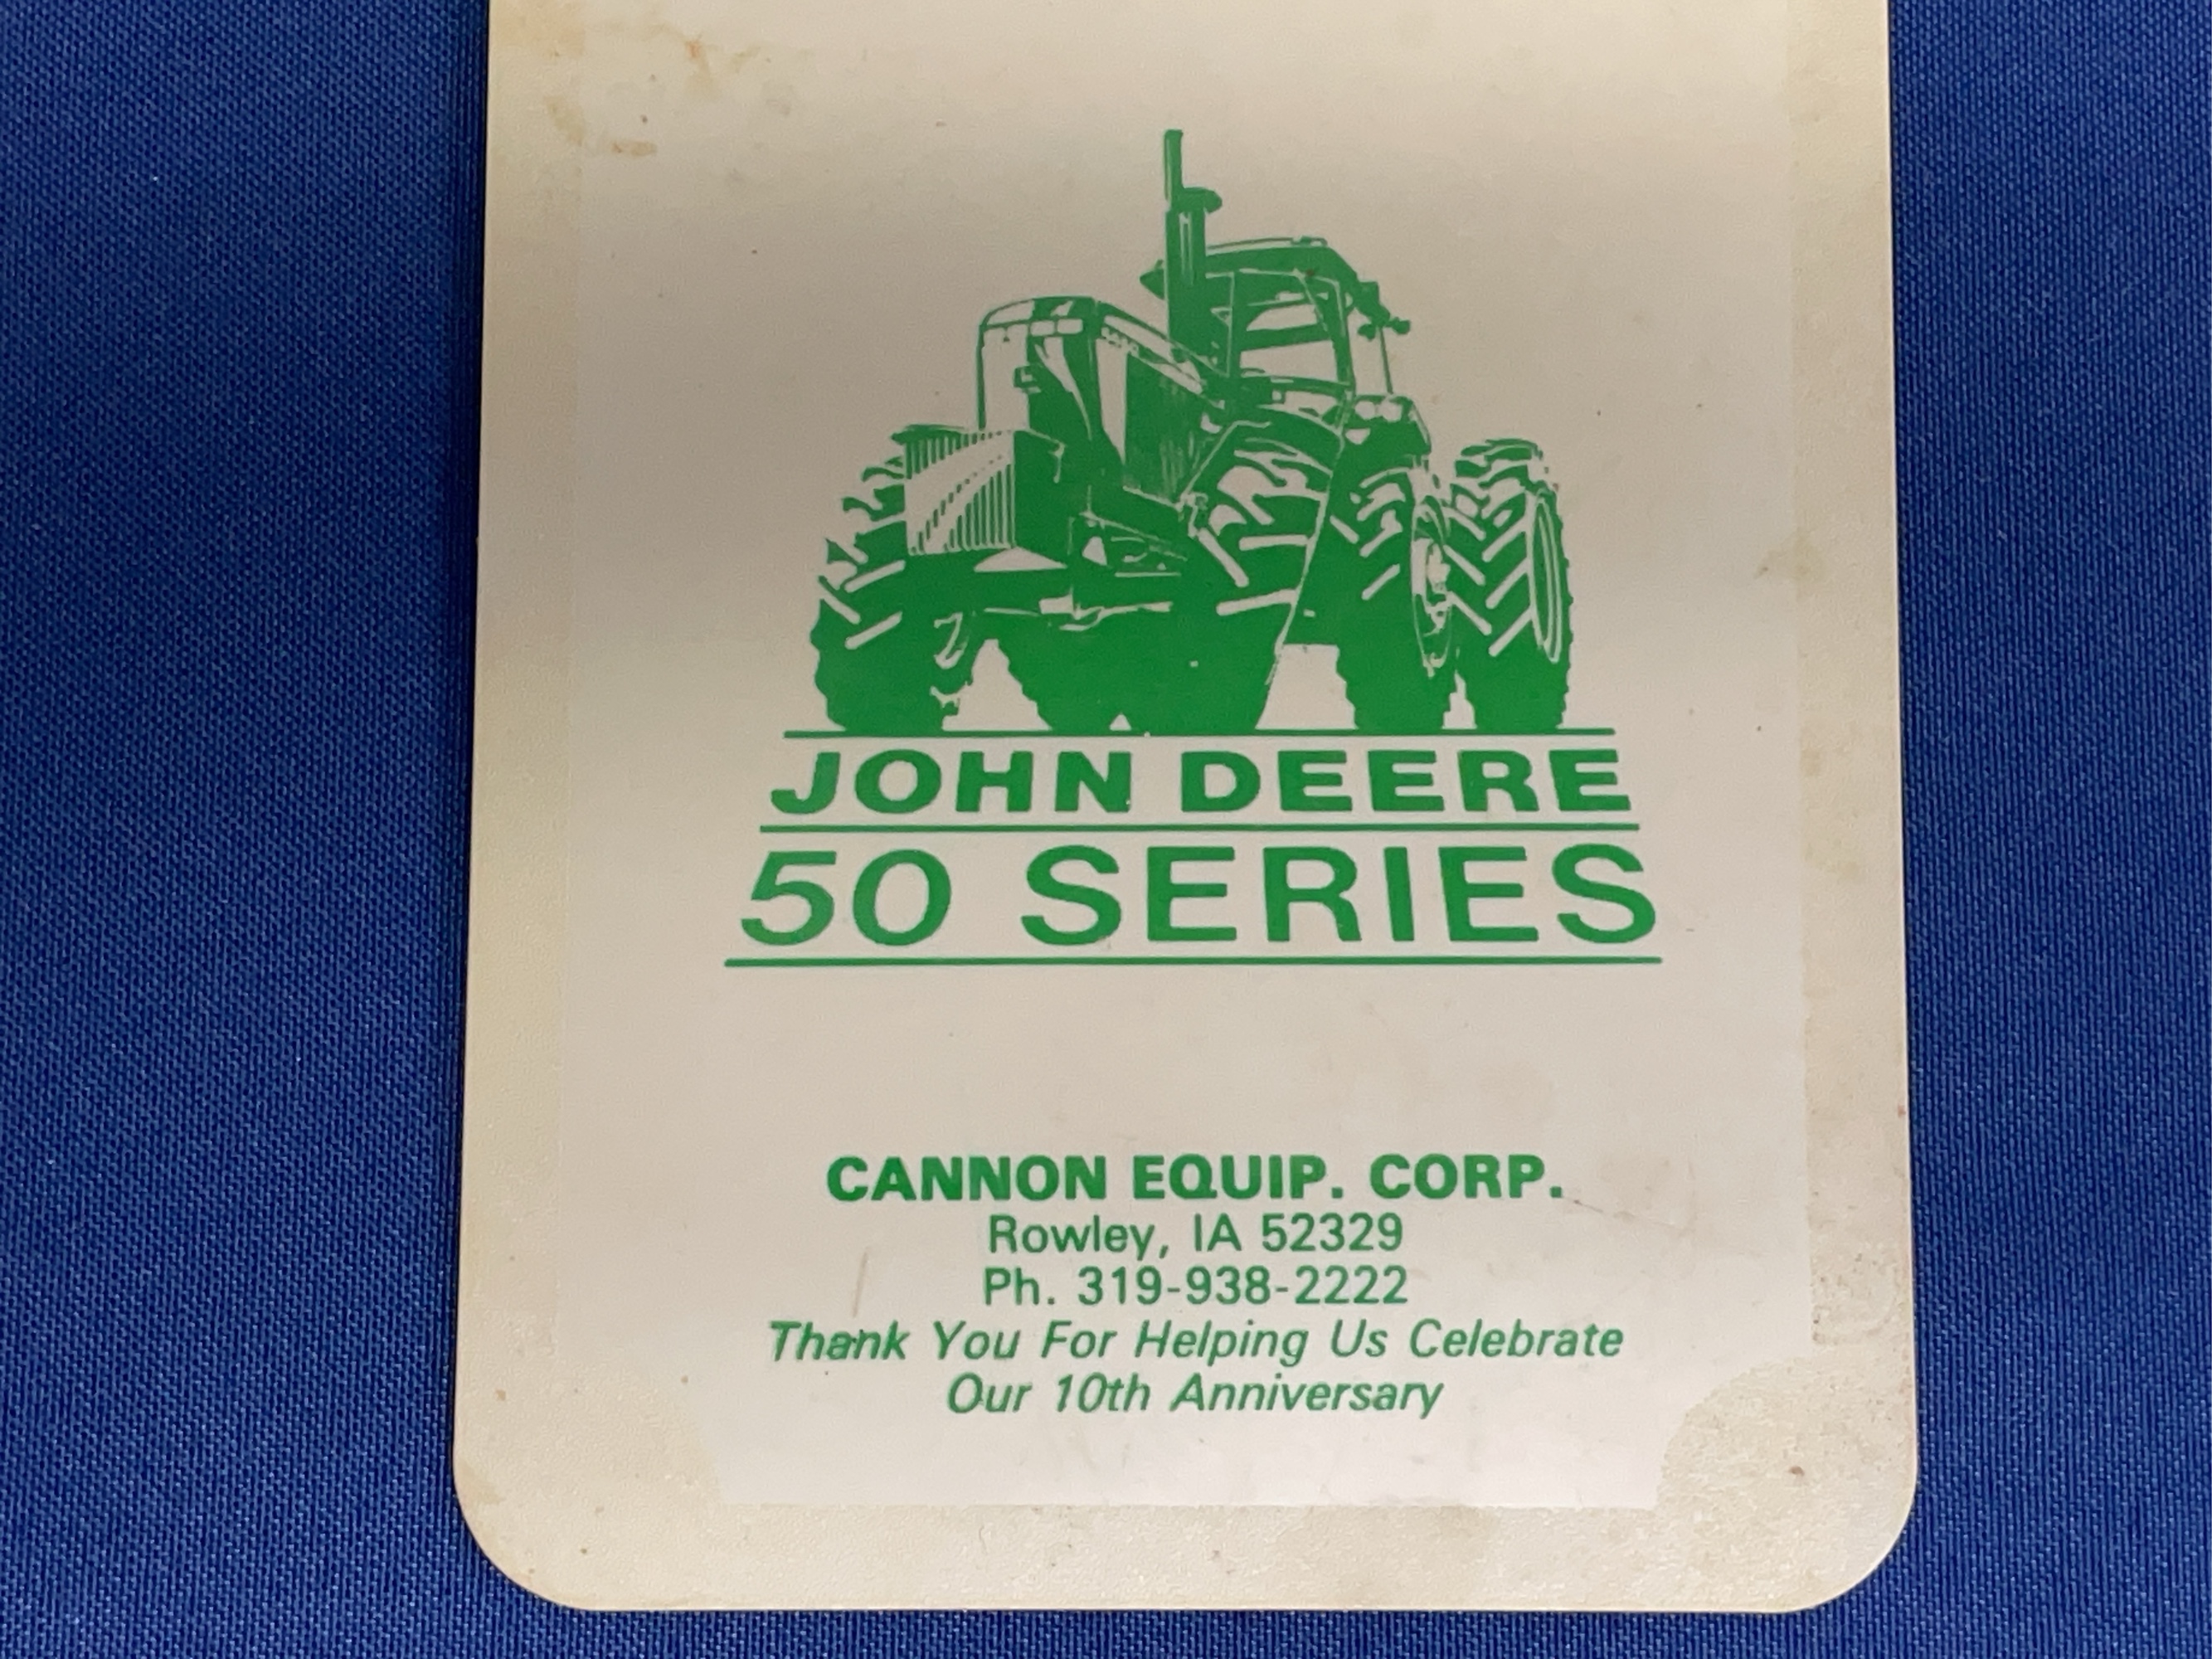 JOHN DEERE
50 SERIES
CANNON EQUIP. CORP.
Rowley, IA 52329
Ph. 319-938-2222
Thank You For Helping Us Celebrate
Our 10th Anniversary